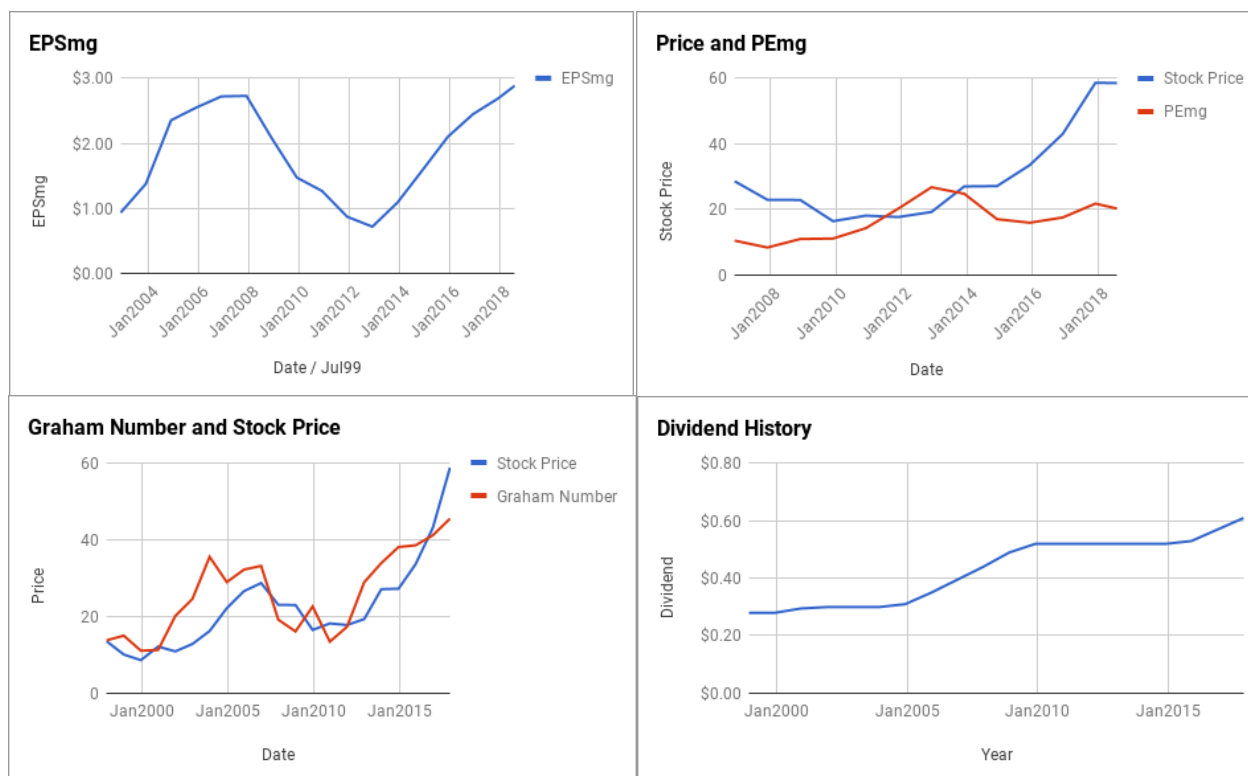 EPSmg
EPSmg
$3.00
$2.00
$1.00
$0.00
EPSmg
Jan2004
Jan2006
Jan2008
Jan2010
Jan2012
Jan2014
Jan2016
Jan2018
Date / Jul99
Price and PEmg
Stock Price
PEmg
60
40
20
0
Stock Price
Jan2008
Jan2010
Jan2012
Jan2014
Jan2016
Jan2018
Date
Graham Number and Stock Price
Stock Price
Graham Number
60
40
20
0
Price
Jan2000
Jan2005
Jan2010
Jan2015
Date
Dividend History
$0.80
$0.60
$0.40
$0.20
$0.00
Dividend
Jan2000
Jan2005
Jan2010
Jan2015
Year